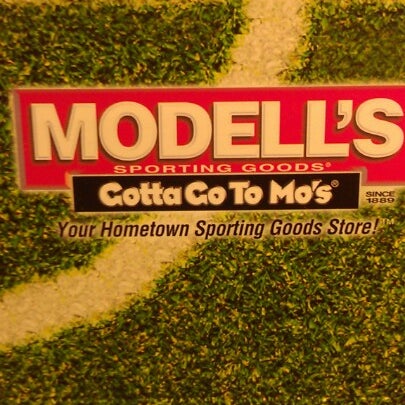 MODELL'S
SPORTING GOODS®
Gotta Go To Mo's®
SINCE
1889
Your Hometown Sporting Goods Store!